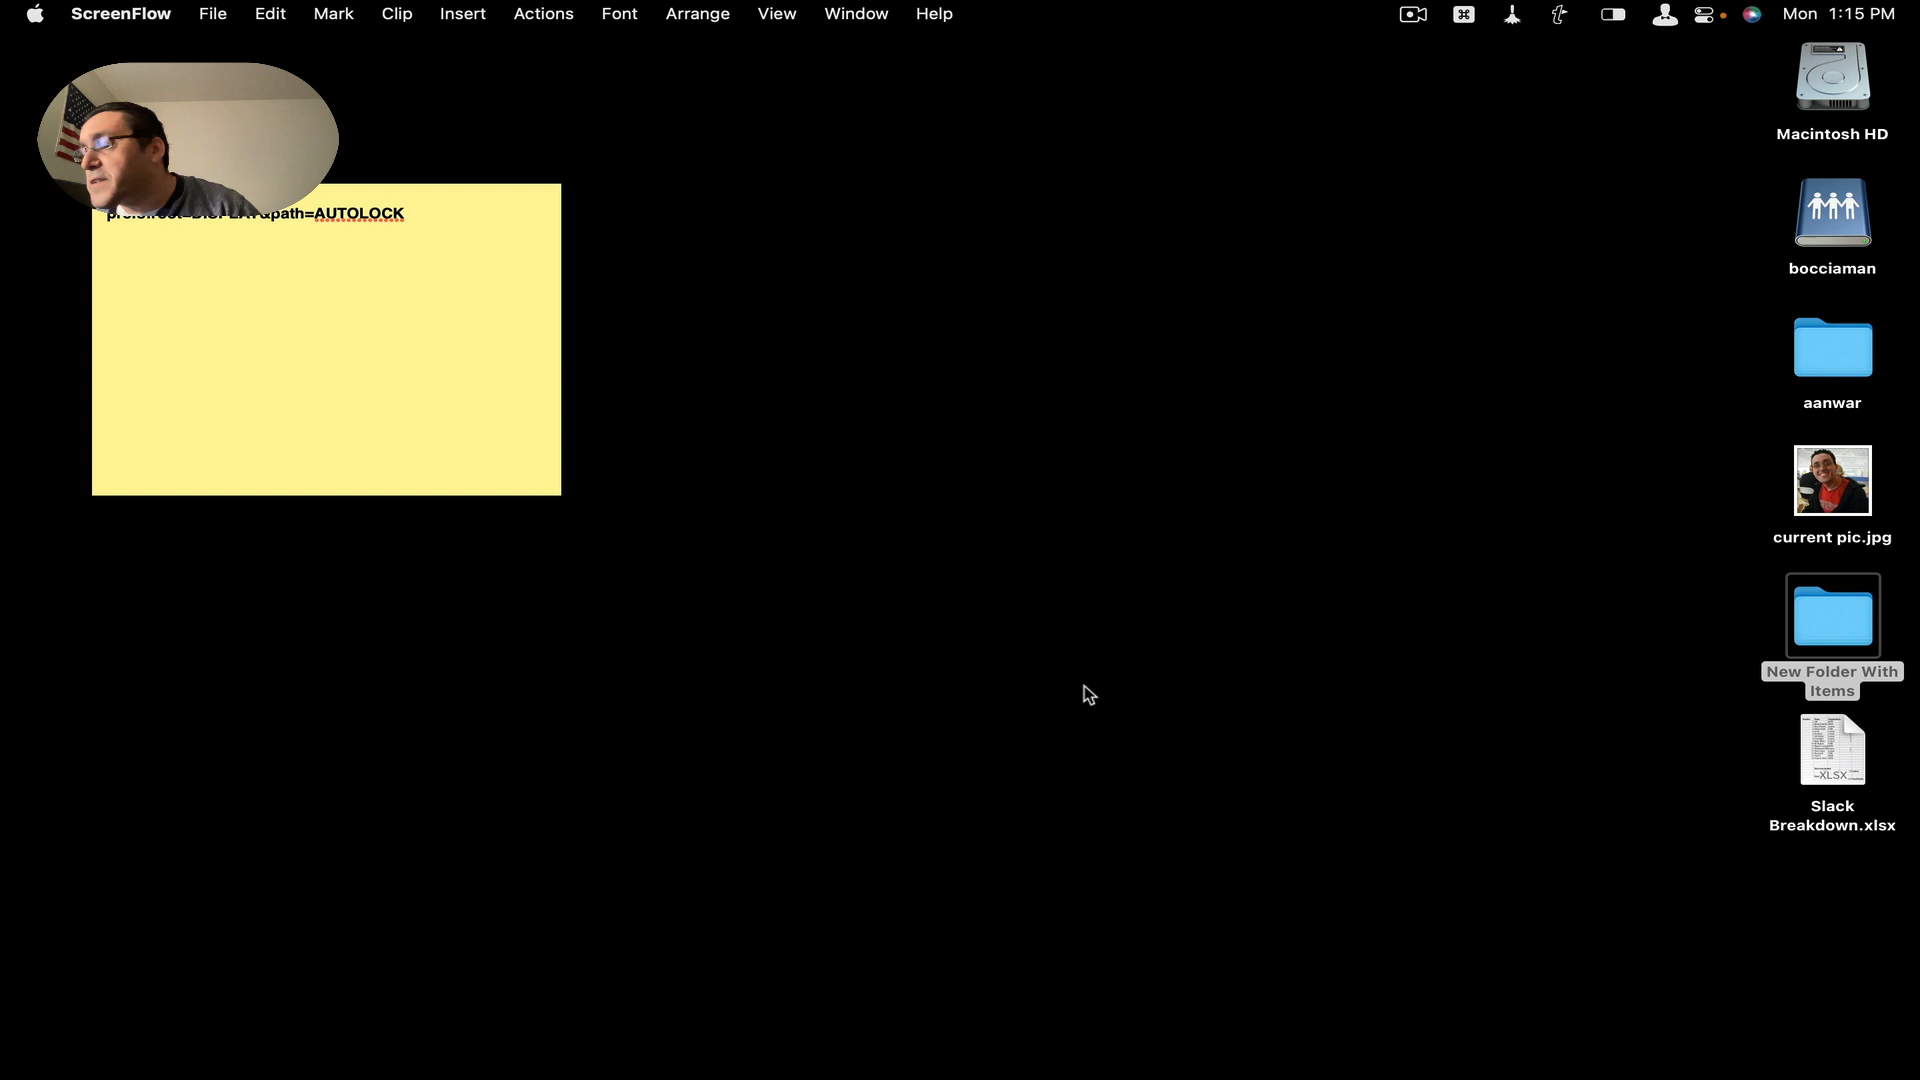 ScreenFlow File Edit Mark Clip Insert Actions Font Arrange View Window Help Mon 1:15 PM
Macintosh HD
path=AUTOLOCK
bocciaman
aanwar
current pic.jpg
New Folder With
Items
XLSX
Slack
Breakdown.xlsx